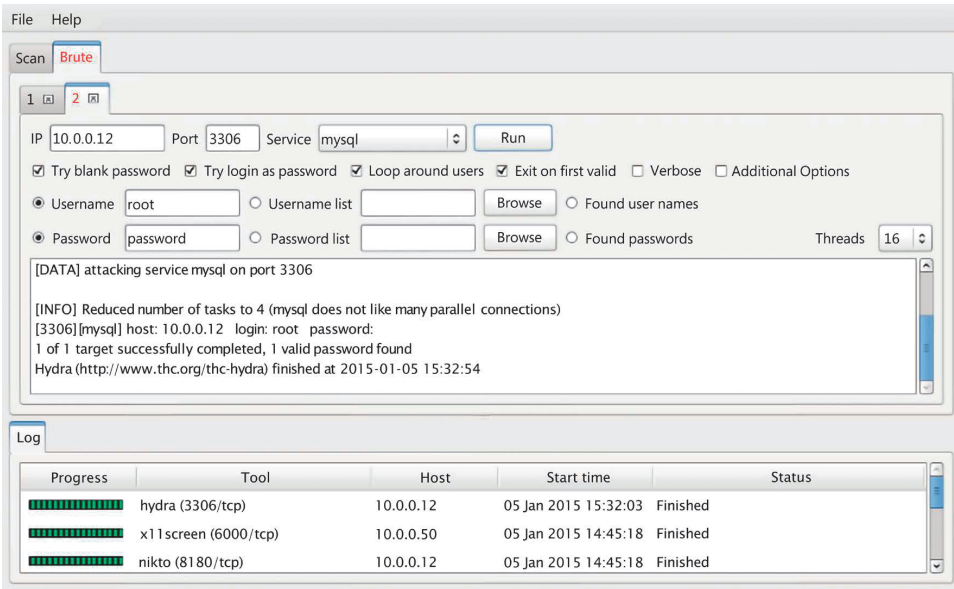 File Help
Scan Brute
1 2
IP 10.0.0.12 Port 3306 Service mysql Run
Try blank password Try login as password Loop around users Exit on first valid Verbose Additional Options
Username root Username list Browse Found user names
Password password Password list Browse Found passwords Threads 16
[DATA] attacking service mysql on port 3306
[INFO] Reduced number of tasks to 4 (mysql does not like many parallel connections)
[3306][mysql] host: 10.0.0.12 login: root password:
1 of 1 target successfully completed, 1 valid password found
Hydra (http://www.thc.org/thc-hydra) finished at 2015-01-05 15:32:54
Log
Progress Tool Host Start time Status
hydra (3306/tcp) 10.0.0.12 05 Jan 2015 15:32:03 Finished
x11screen (6000/tcp) 10.0.0.50 05 Jan 2015 14:45:18 Finished
nikto (8180/tcp) 10.0.0.12 05 Jan 2015 14:45:18 Finished